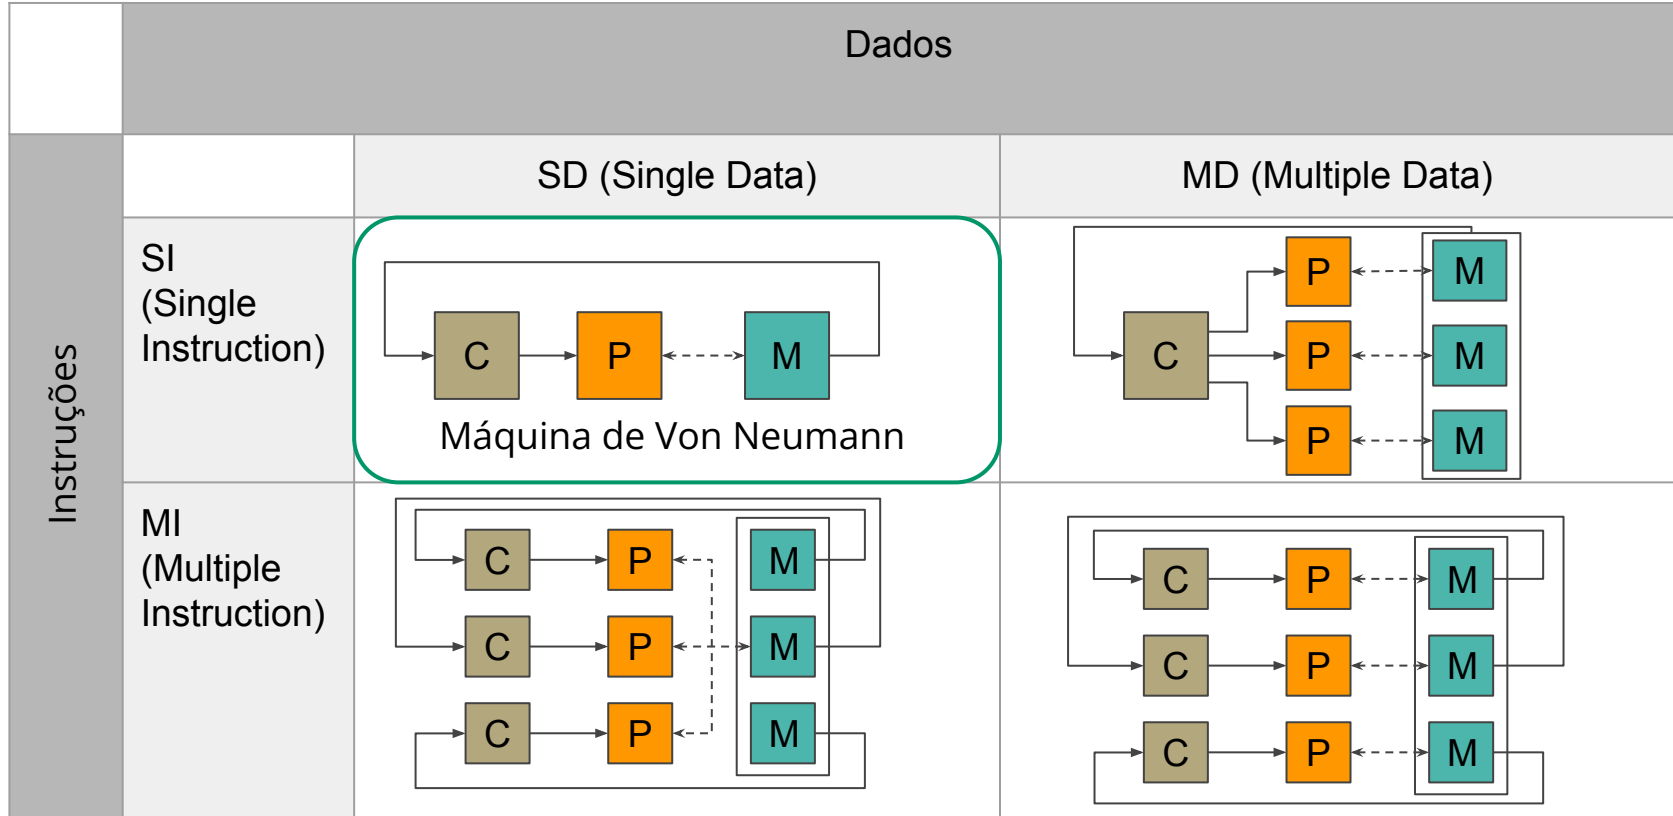 Dados
SD (Single Data)
MD (Multiple Data)
Instruções
SI
(Single
Instruction)
C P M
Máquina de Von Neumann
P M
C P M
P M
MI
(Multiple
Instruction)
C P M
C P M
C P M
C P M
C P M
C P M